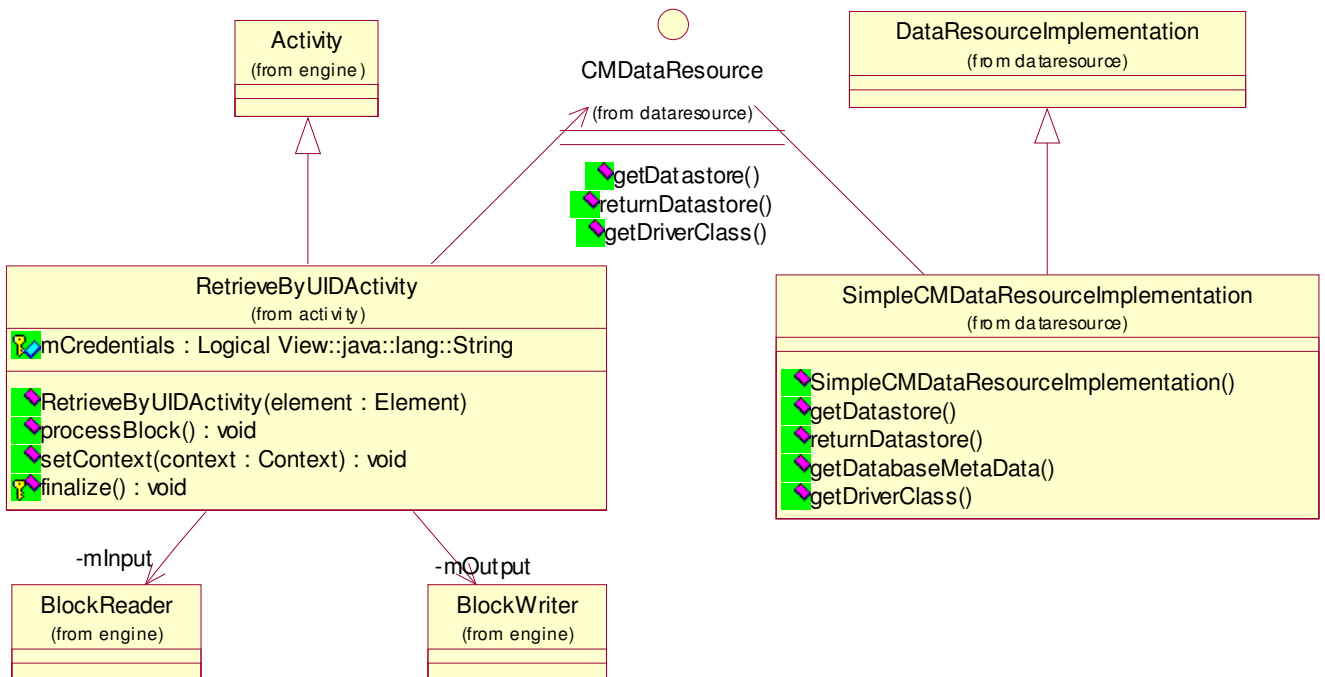 Activity
(from engine)
CMDataResource
(from dataresource)
getDatastore()
returnDatastore()
getDriverClass()
DataResourceImplementation
(from dataresource)
RetrieveByUIDActivity
(from activity)
mCredentials : Logical View::java::lang::String
RetrieveByUIDActivity(element : Element)
processBlock() : void
setContext(context : Context) : void
finalize() : void
SimpleCMDataResourceImplementation
(from dataresource)
SimpleCMDataResourceImplementation()
getDatastore()
returnDatastore()
getDatabaseMetaData()
getDriverClass()
-mInput
-mOutput
BlockReader
(from engine)
BlockWriter
(from engine)